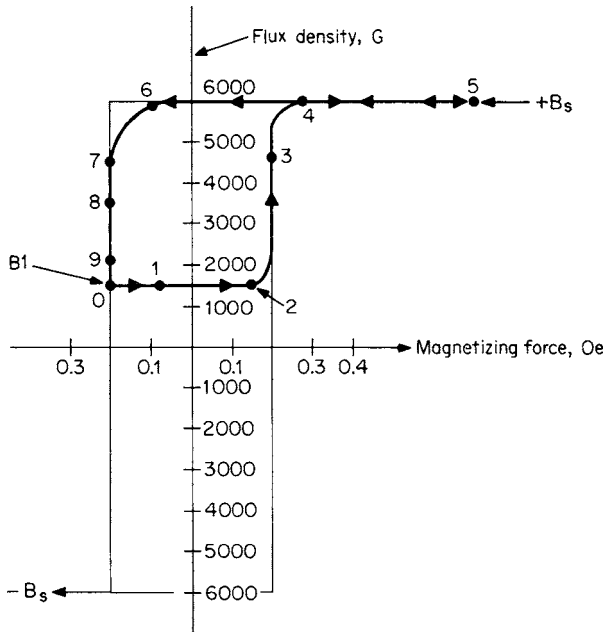 Flux density, G
6 6000 5
4 +Bs
5000
7 3
4000
8
3000
9 2000
B1 1
0 1000 2
Magnetizing force, Oe
0.3 0.1 0.1 0.3 0.4
1000
2000
3000
4000
5000
-Bs 6000